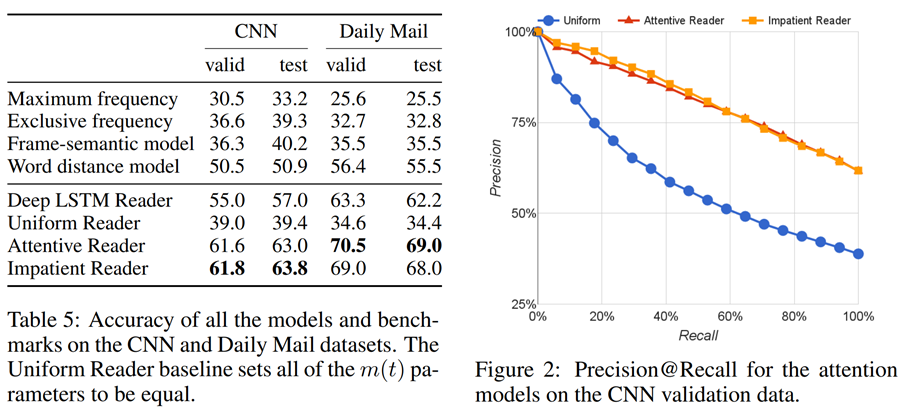 CNN Daily Mail
valid test valid test
Maximum frequency 30.5 33.2 25.6 25.5
Exclusive frequency 36.6 39.3 32.7 32.8
Frame-semantic model 36.3 40.2 35.5 35.5
Word distance model 50.5 50.9 56.4 55.5
Deep LSTM Reader 55.0 57.0 63.3 62.2
Uniform Reader 39.0 39.4 34.6 34.4
Attentive Reader 61.6 63.0 70.5 69.0
Impatient Reader 61.8 63.8 69.0 68.0
Table 5: Accuracy of all the models and bench-
marks on the CNN and Daily Mail datasets. The
Uniform Reader baseline sets all of the m(t) pa-
rameters to be equal.
Uniform Attentive Reader Impatient Reader
100%
75%
50%
25%
Precision
0% 20% 40% 60% 80% 100%
Recall
Figure 2: Precision@Recall for the attention
models on the CNN validation data.